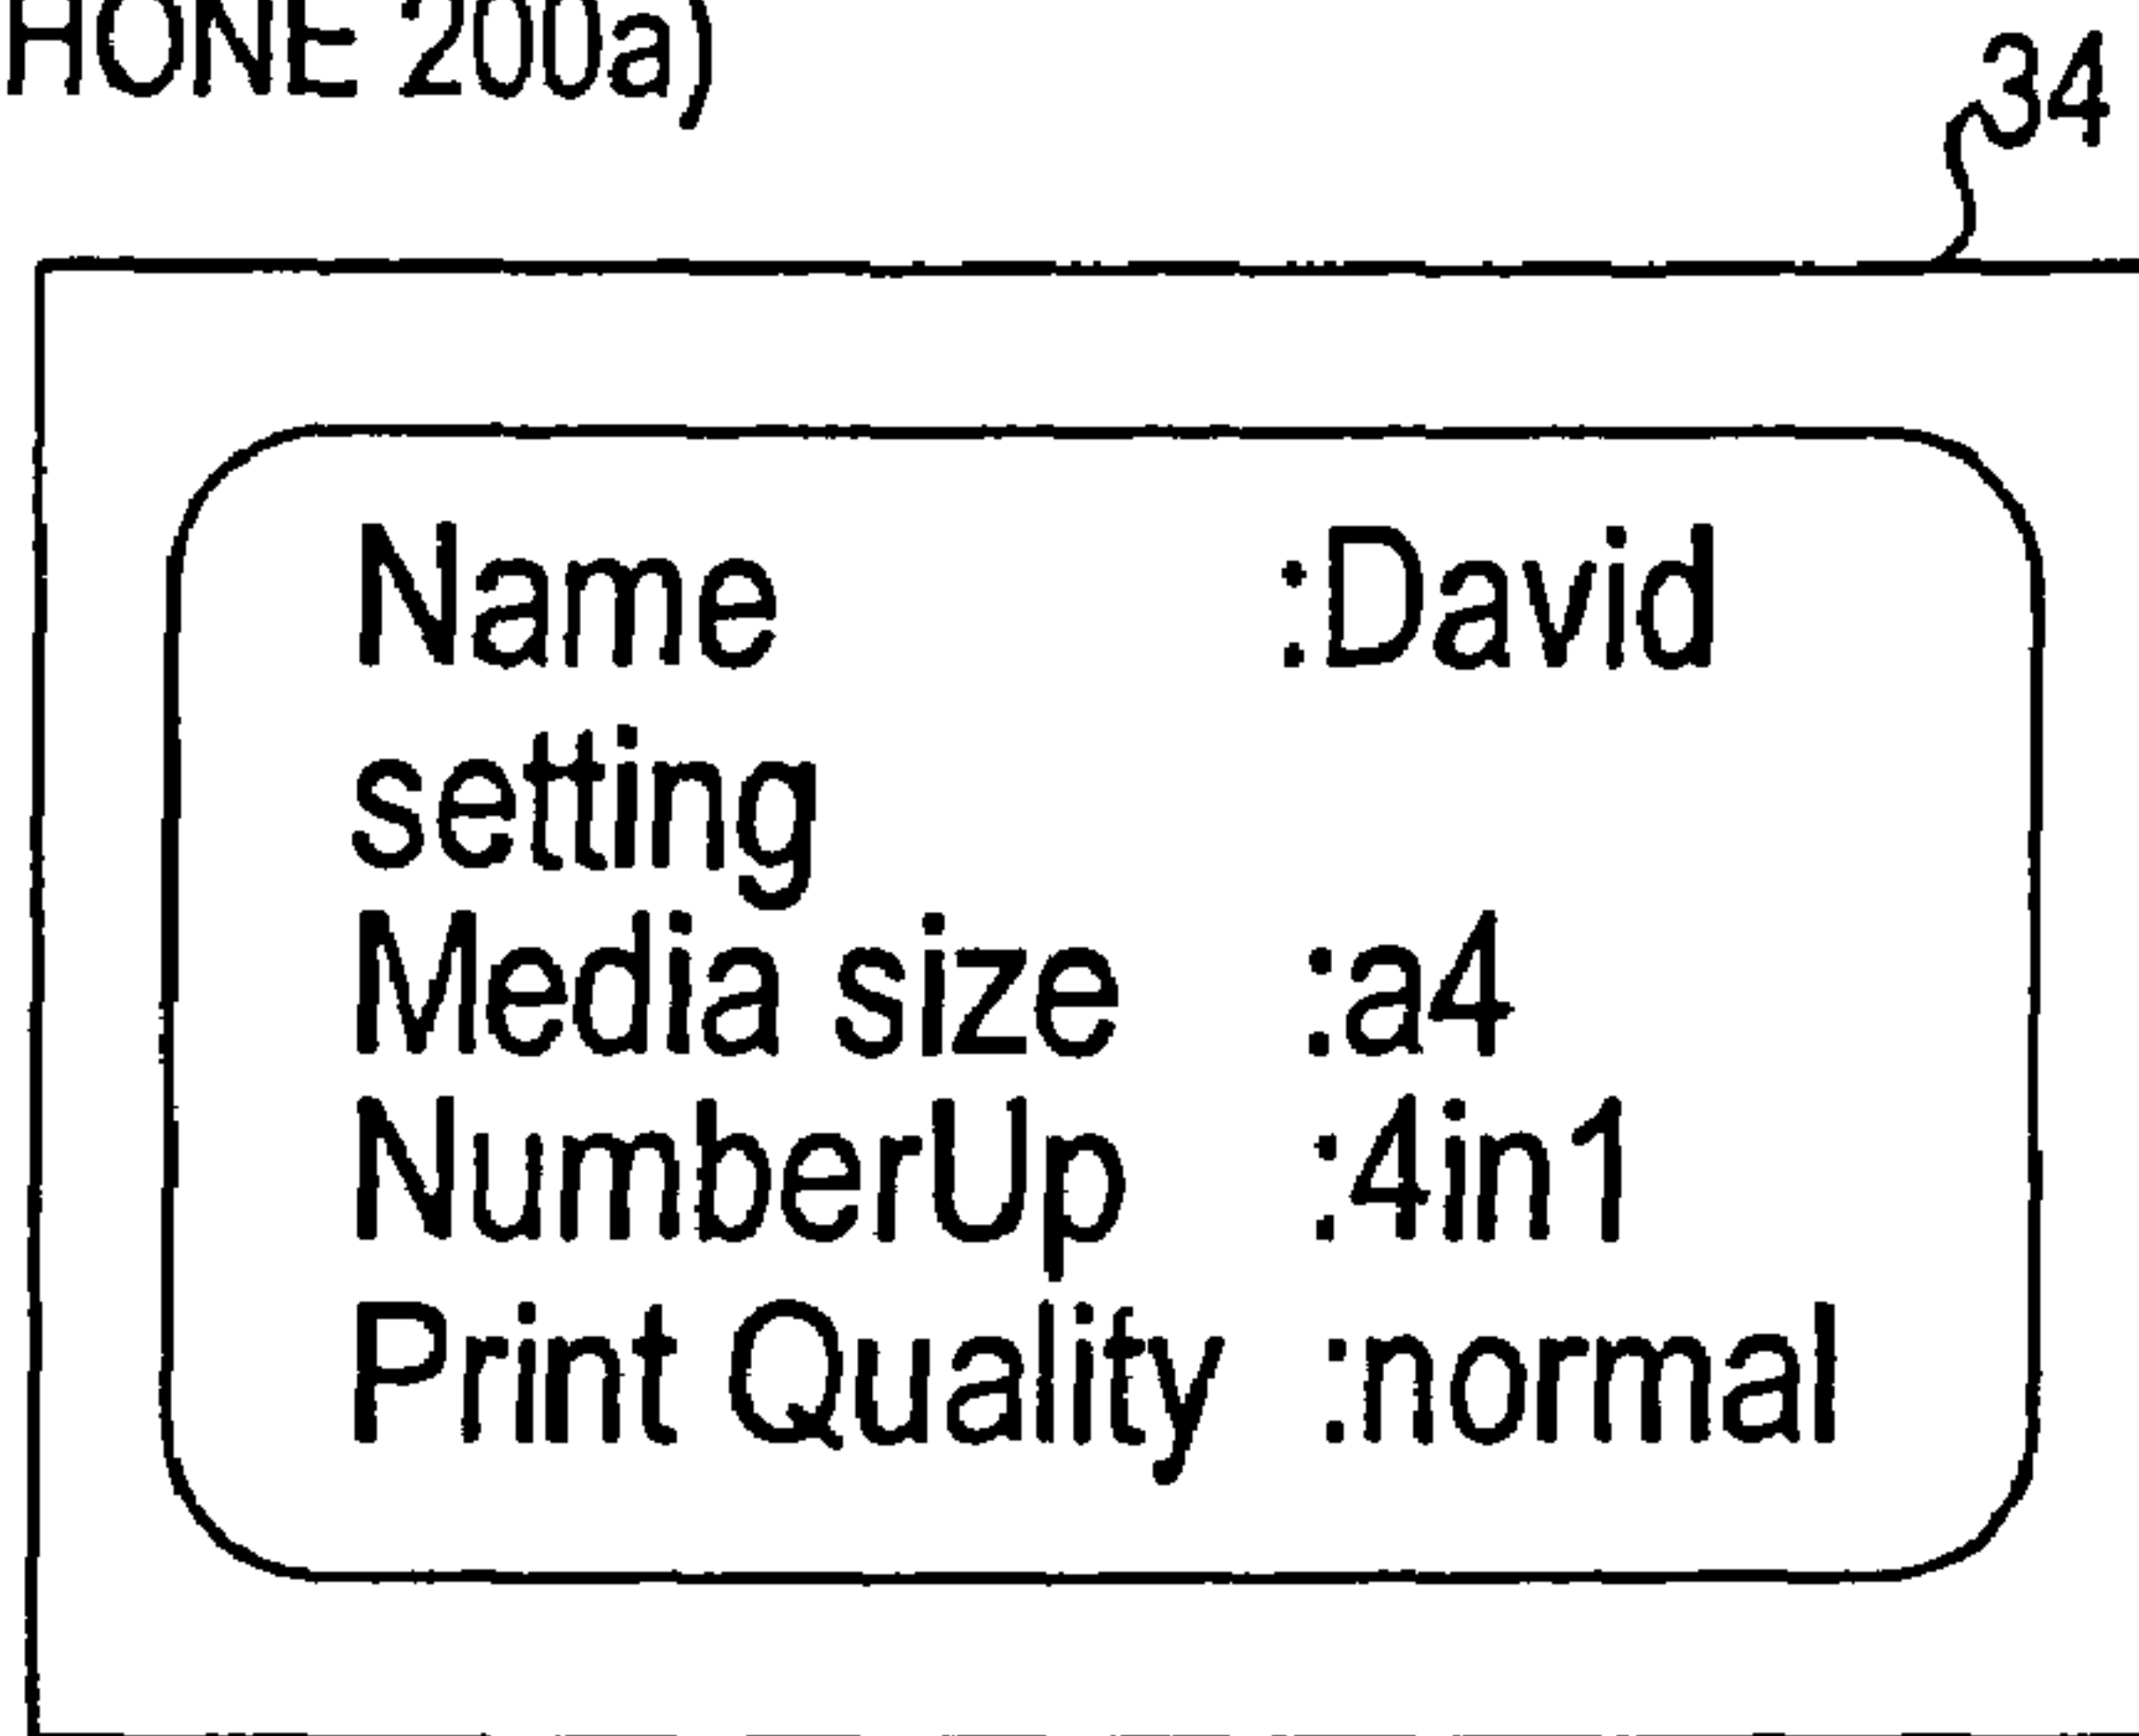 HONE 200a)
34
Name :David
setting
Media size :a4
NumberUp :4in1
Print Quality :normal